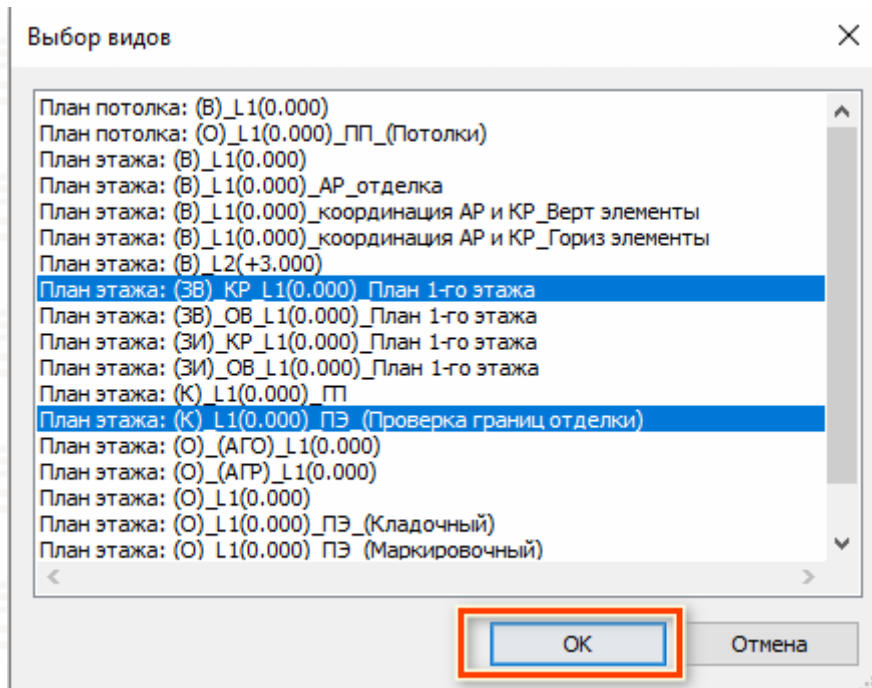 Выбор видов
План потолка: (В)_L1(0.000)
План потолка: (О)_L1(0.000)_ПП_(Потолки)
План этажа: (В)_L1(0.000)
План этажа: (В)_L1(0.000)_АР_отделка
План этажа: (В)_L1(0.000)_координация АР и КР_Верт элементы
План этажа: (В)_L1(0.000)_координация АР и КР_Гориз элементы
План этажа: (В)_L2(+3.000)
План этажа: (ЗВ)_КР_L1(0.000)_План 1-го этажа
План этажа: (ЗВ)_ОВ_L1(0.000)_План 1-го этажа
План этажа: (ЗИ)_КР_L1(0.000)_План 1-го этажа
План этажа: (ЗИ)_ОВ_L1(0.000)_План 1-го этажа
План этажа: (К)_L1(0.000)_ГП
План этажа: (К)_L1(0.000)_ПЭ_(Проверка границ отделки)
План этажа: (О)_(АГО)_L1(0.000)
План этажа: (О)_(АГР)_L1(0.000)
План этажа: (О)_L1(0.000)
План этажа: (О)_L1(0.000)_ПЭ_(Кладочный)
План этажа: (О)_L1(0.000)_ПЭ_(Маркировочный)
ОК Отмена